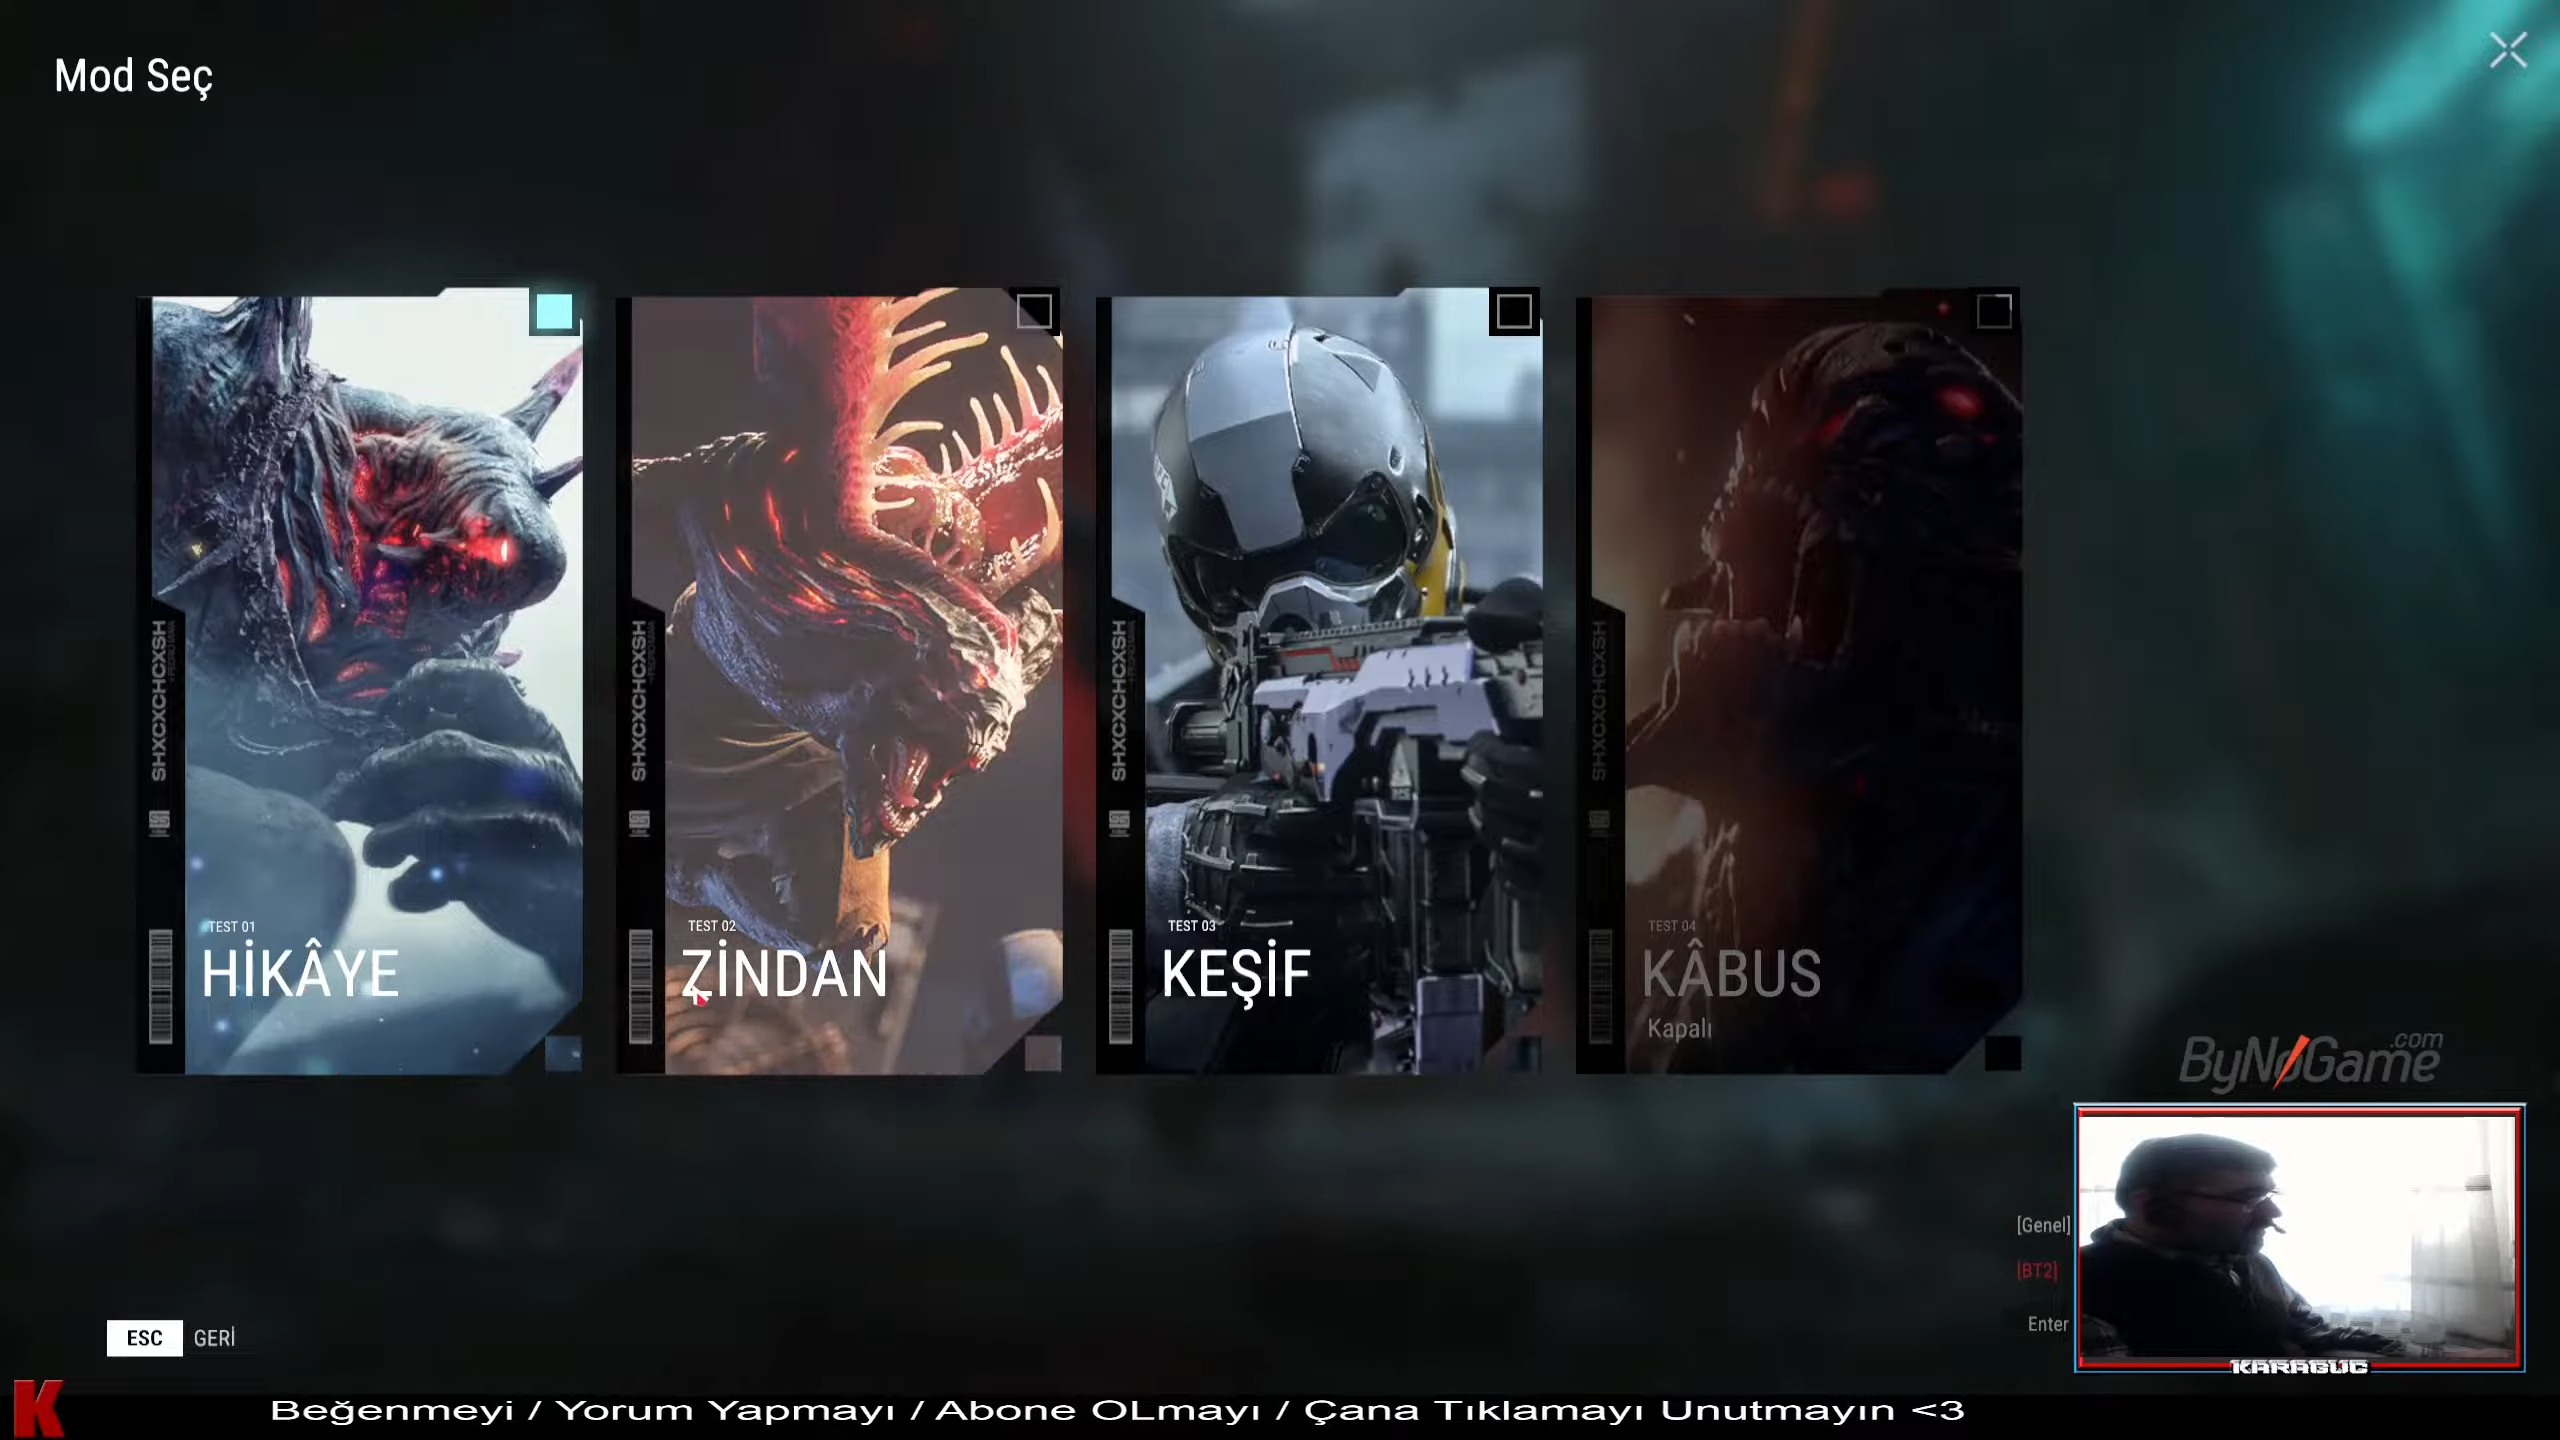 Mod Seç
SHXCXCHCXSH
TEST 01
HİKÂYE
SHXCXCHCXSH
TEST 02
ZİNDAN
SHXCXCHCXSH
TEST 03
KEŞİF
SHXCXCHCXSH
TEST 04
KÂBUS
Kapalı
ByNoGame.com
[Genel]
[BT2]
Enter
KARAGUC
ESC GERİ
K
Beğenmeyi / Yorum Yapmayı / Abone OLmayı / Çana Tıklamayı Unutmayın <3